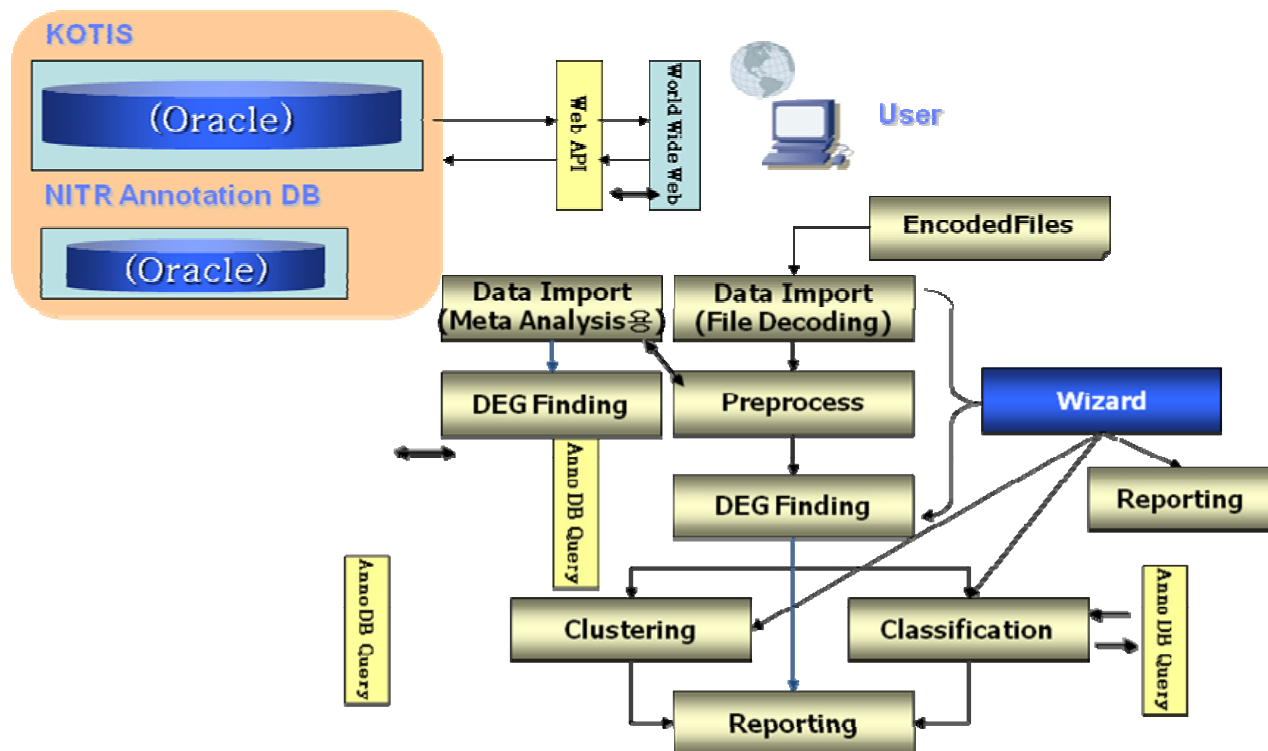 KOTIS
(Oracle)
NITR Annotation DB
(Oracle)
Web API
World Wide Web
User
EncodedFiles
Data Import
(Meta Analysis용)
Data Import
(File Decoding)
DEG Finding
Preprocess
Wizard
Anno DB Query
DEG Finding
Reporting
AnnoDB Query
Clustering
Classification
Anno DB Query
Reporting